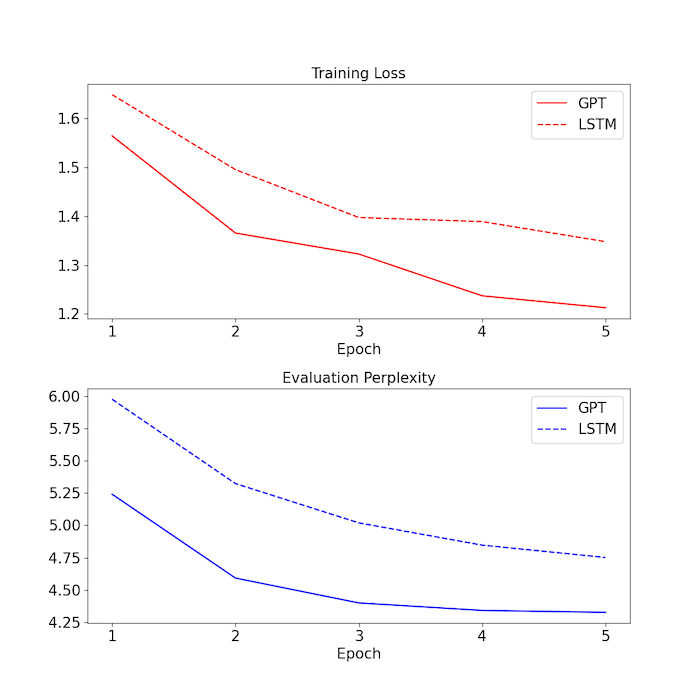 Training Loss
GPT
LSTM
1.6
1.5
1.4
1.3
1.2
1 2 3 4 5
Epoch
Evaluation Perplexity
GPT
LSTM
6.00
5.75
5.50
5.25
5.00
4.75
4.50
4.25
1 2 3 4 5
Epoch